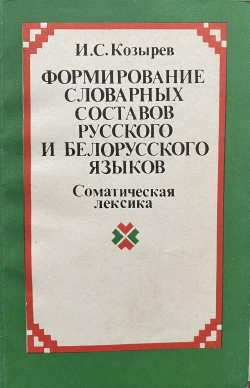 И.С.Козырев
ФОРМИРОВАНИЕ
СЛОВАРНЫХ
СОСТАВОВ
РУССКОГО
И БЕЛОРУССКОГО
ЯЗЫКОВ
Соматическая
лексика